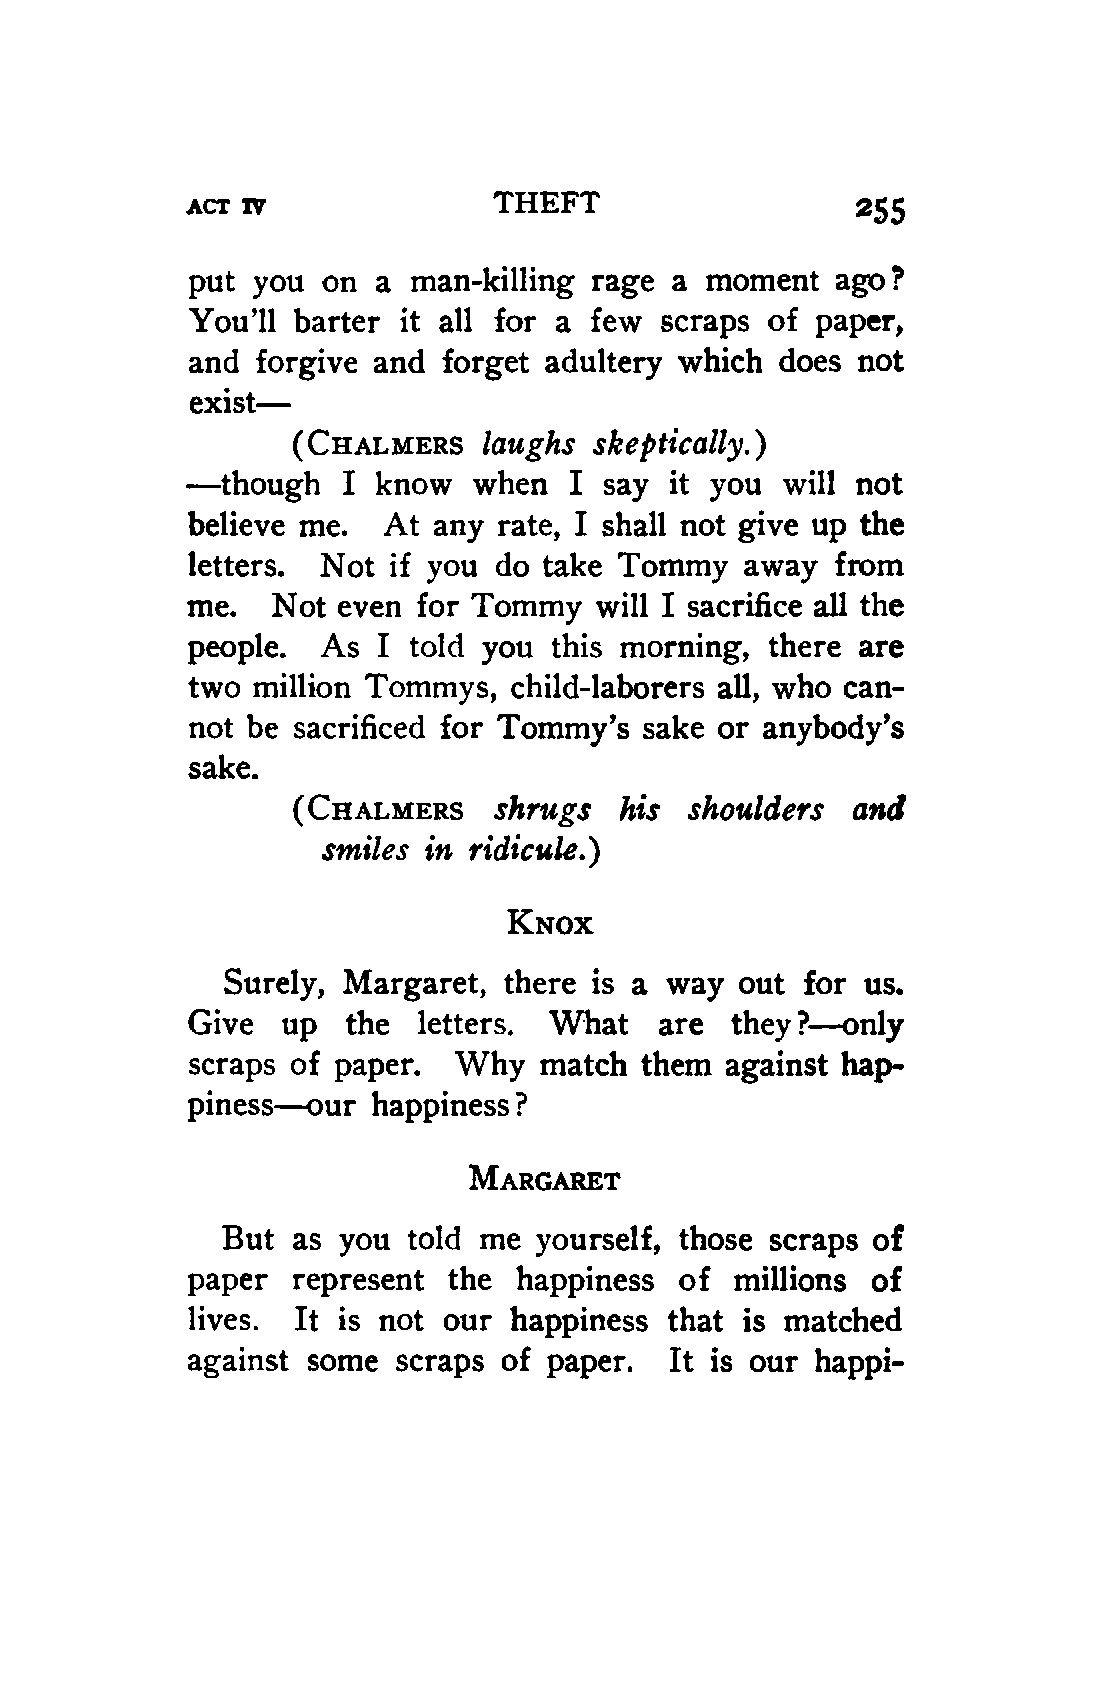 ACT IV THEFT 255
put you on a man-killing rage a moment ago?
You'll barter it all for a few scraps of paper,
and forgive and forget adultery which does not
exist—
(CHALMERS laughs skeptically.)
—though I know when I say it you will not
believe me. At any rate, I shall not give up the
letters. Not if you do take Tommy away from
me. Not even for Tommy will I sacrifice all the
people. As I told you this morning, there are
two million Tommys, child-laborers all, who can-
not be sacrificed for Tommy's sake or anybody's
sake.
(CHALMERS shrugs his shoulders and
smiles in ridicule.)
KNOX
Surely, Margaret, there is a way out for us.
Give up the letters. What are they?—only
scraps of paper. Why match them against hap-
piness—our happiness?
MARGARET
But as you told me yourself, those scraps of
paper represent the happiness of millions of
lives. It is not our happiness that is matched
against some scraps of paper. It is our happi-